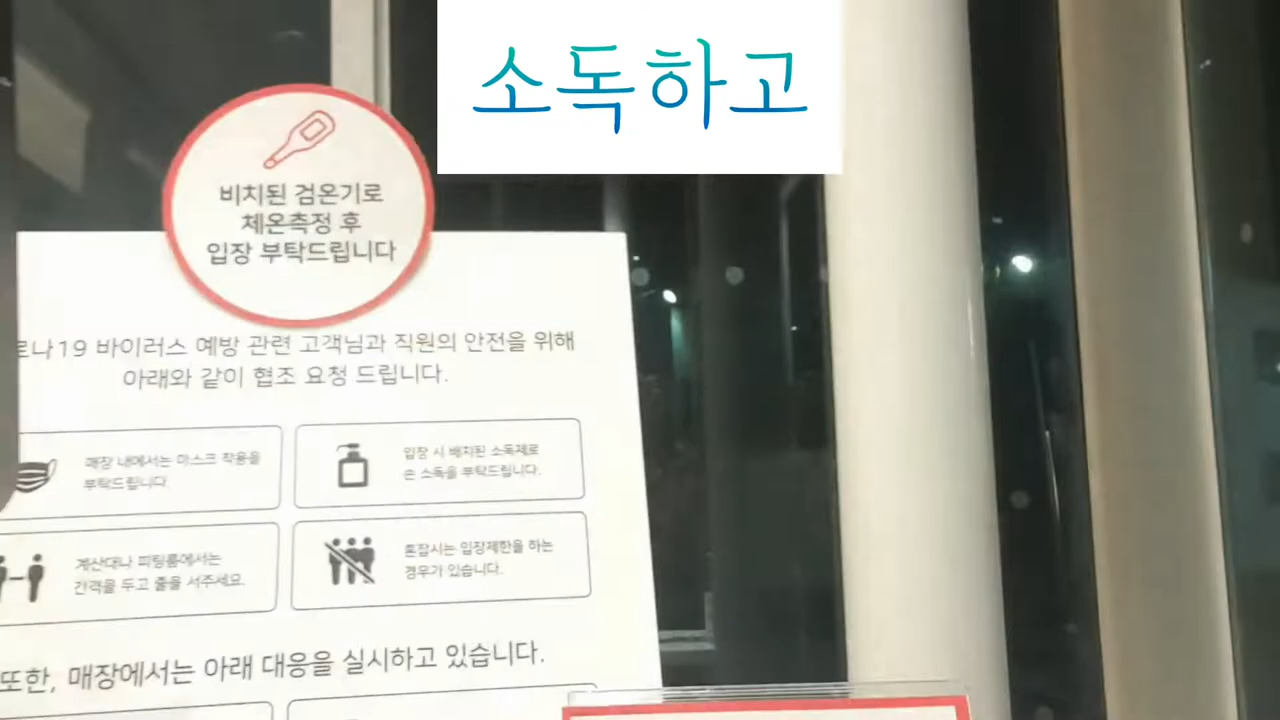 소독하고
비치된 검온기로
체온측정 후
입장 부탁드립니다
로나19 바이러스 예방 관련 고객님과 직원의 안전을 위해
아래와 같이 협조 요청 드립니다.
매장 내에서는 마스크 착용을
부탁드립니다.
입장 시 배치된 소독제로
손 소독을 부탁드립니다.
계산대나 피팅룸에서는
간격을 두고 줄을 서주세요.
혼잡시는 입장제한을 하는
경우가 있습니다.
또한, 매장에서는 아래 대응을 실시하고 있습니다.